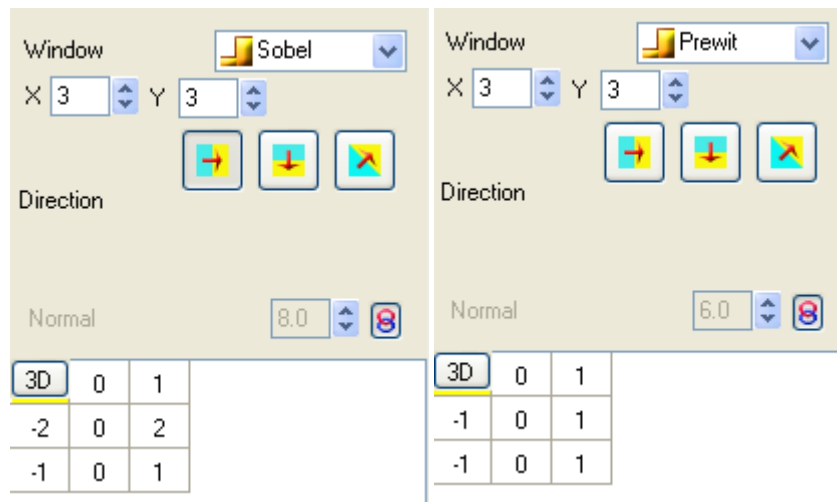 Window Sobel
X 3 Y 3
Direction
Normal 8.0
3D 0 1
-2 0 2
-1 0 1
Window Prewit
X 3 Y 3
Direction
Normal 6.0
3D 0 1
-1 0 1
-1 0 1